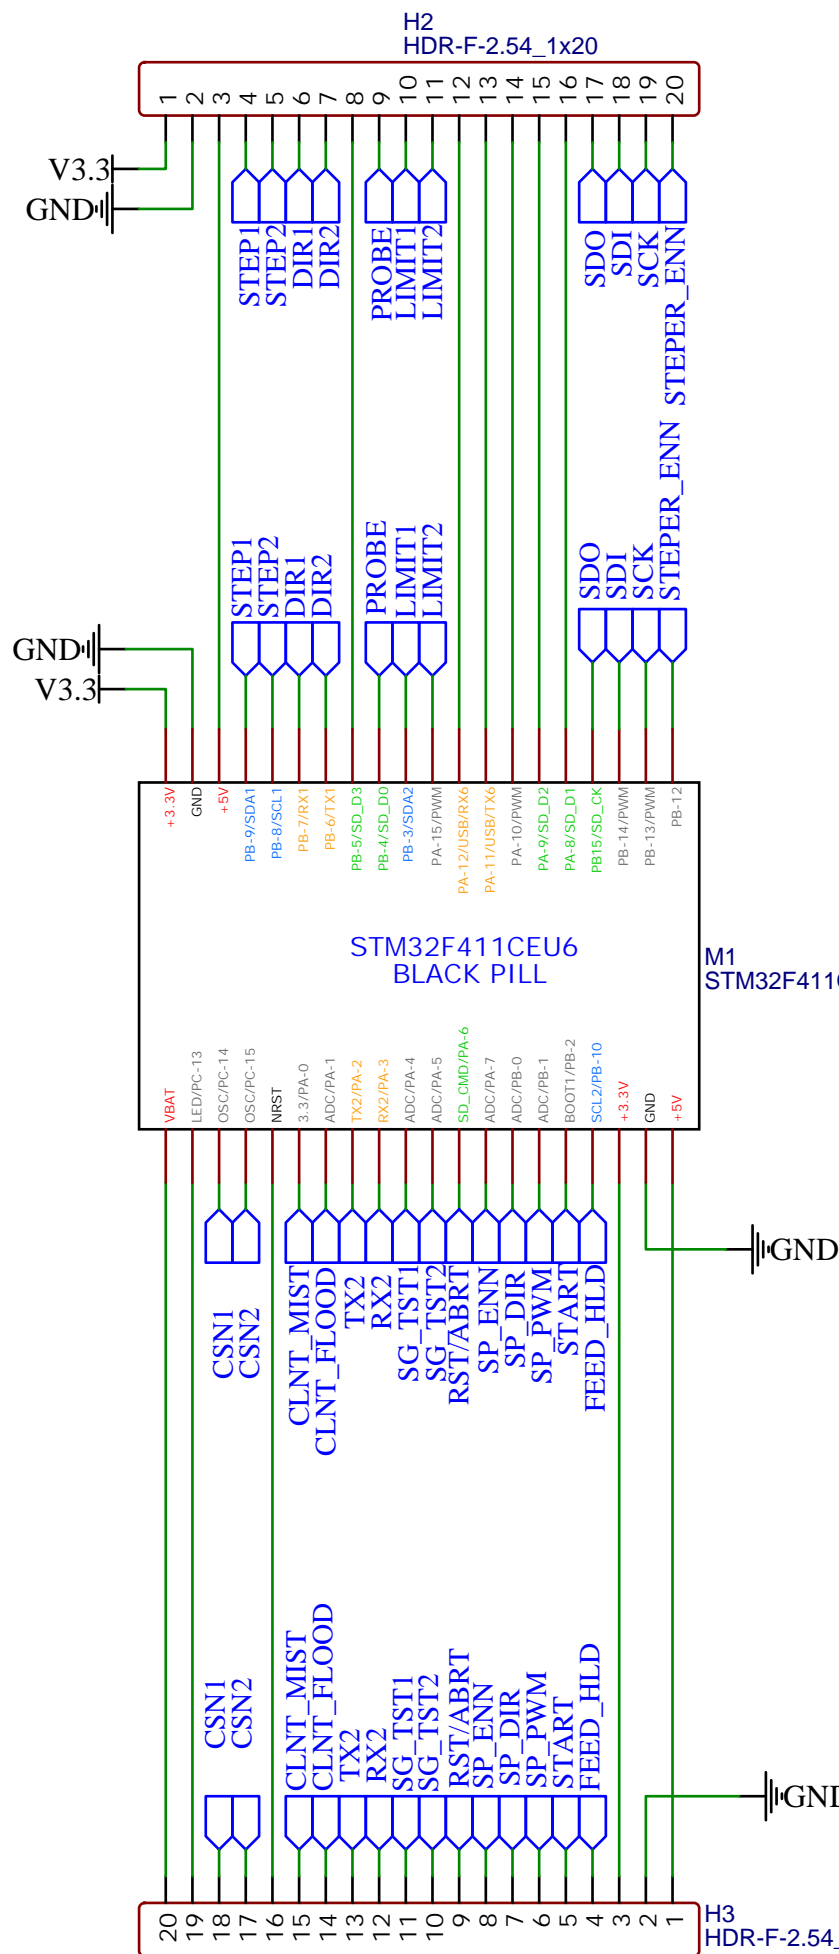 H2
HDR-F-2.54_1x20
1 2 3 4 5 6 7 8 9 10 11 12 13 14 15 16 17 18 19 20
V3.3
GND
STEP1
STEP2
DIR1
DIR2
PROBE
LIMIT1
LIMIT2
SDO
SDI
SCK
STEPER_ENN
STEP1
STEP2
DIR1
DIR2
PROBE
LIMIT1
LIMIT2
SDO
SDI
SCK
STEPER_ENN
GND
V3.3
+3.3V
GND
+5V
PB-9/SDA1
PB-8/SCL1
PB-7/RX1
PB-6/TX1
PB-5/SD_D3
PB-4/SD_D0
PB-3/SDA2
PA-15/PWM
PA-12/USB/RX6
PA-11/USB/TX6
PA-10/PWM
PA-9/SD_D2
PA-8/SD_D1
PB15/SD_CK
PB-14/PWM
PB-13/PWM
PB-12
STM32F411CEU6
BLACK PILL
M1
STM32F411
VBAT
LED/PC-13
OSC/PC-14
OSC/PC-15
NRST
3.3/PA-0
ADC/PA-1
TX2/PA-2
RX2/PA-3
ADC/PA-4
ADC/PA-5
SD_CMD/PA-6
ADC/PA-7
ADC/PB-0
ADC/PB-1
BOOT1/PB-2
SCL2/PB-10
+3.3V
GND
+5V
GND
CSN1
CSN2
CLNT_MIST
CLNT_FLOOD
TX2
RX2
SG_TST1
SG_TST2
RST/ABRT
SP_ENN
SP_DIR
SP_PWM
START
FEED_HLD
CSN1
CSN2
CLNT_MIST
CLNT_FLOOD
TX2
RX2
SG_TST1
SG_TST2
RST/ABRT
SP_ENN
SP_DIR
SP_PWM
START
FEED_HLD
GND
20 19 18 17 16 15 14 13 12 11 10 9 8 7 6 5 4 3 2 1
H3
HDR-F-2.54_